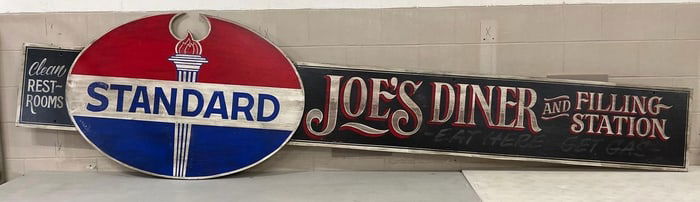 Clean
REST-
ROOMS
STANDARD
JOE'S DINER AND FILLING
STATION
-EAT HERE GET GAS-